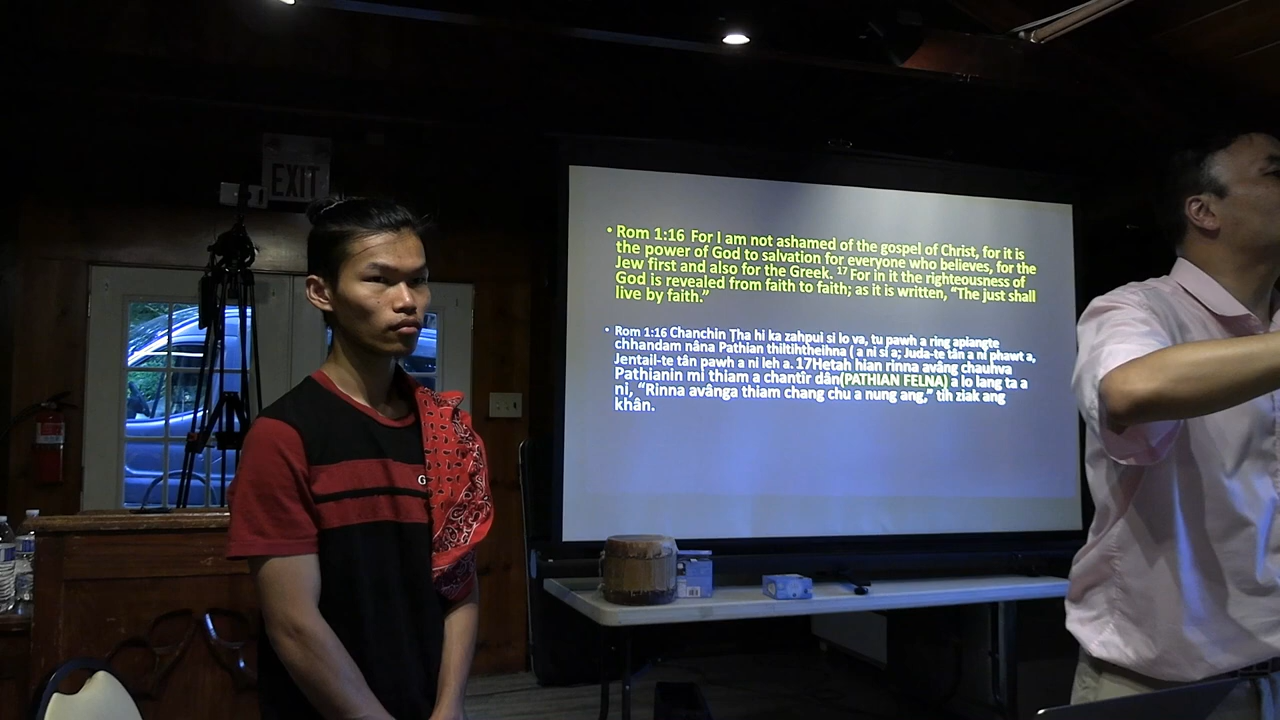 EXIT
• Rom 1:16 For I am not ashamed of the gospel of Christ, for it is
the power of God to salvation for everyone who believes, for the
Jew first and also for the Greek. 17 For in it the righteousness of
God is revealed from faith to faith; as it is written, “The just shall
live by faith.”
• Rom 1:16 Chanchin Ṭha hi ka zahpui si lo va, tu pawh a ring apiangte
chhandam nâna Pathian thiltihtheihna ( a ni si a; Juda-te tân a ni phawt a,
Jentail-te tân pawh a ni leh a. 17Hetah hian rinna avâng chauhva
Pathianin mi thiam a chantir dân(PATHIAN FELNA) a lo lang ta a
ni, “Rinna avânga thiam chang chu a nung ang,” tih ziak ang
khân.
G